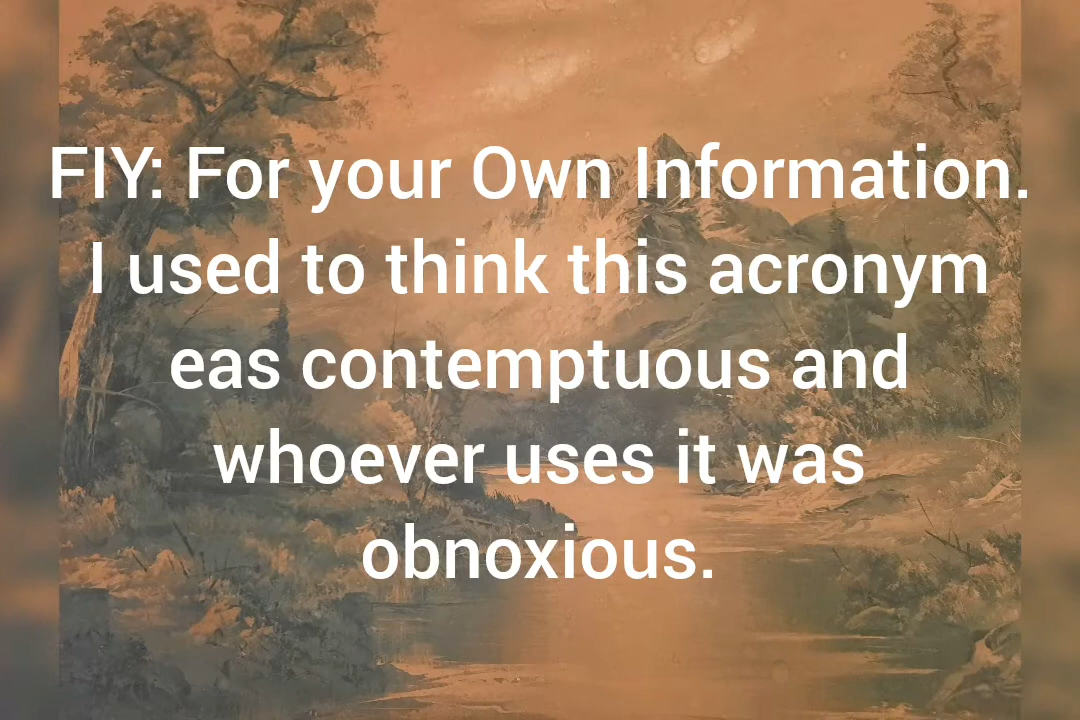 FIY: For your Own Information.
I used to think this acronym
eas contemptuous and
whoever uses it was
obnoxious.